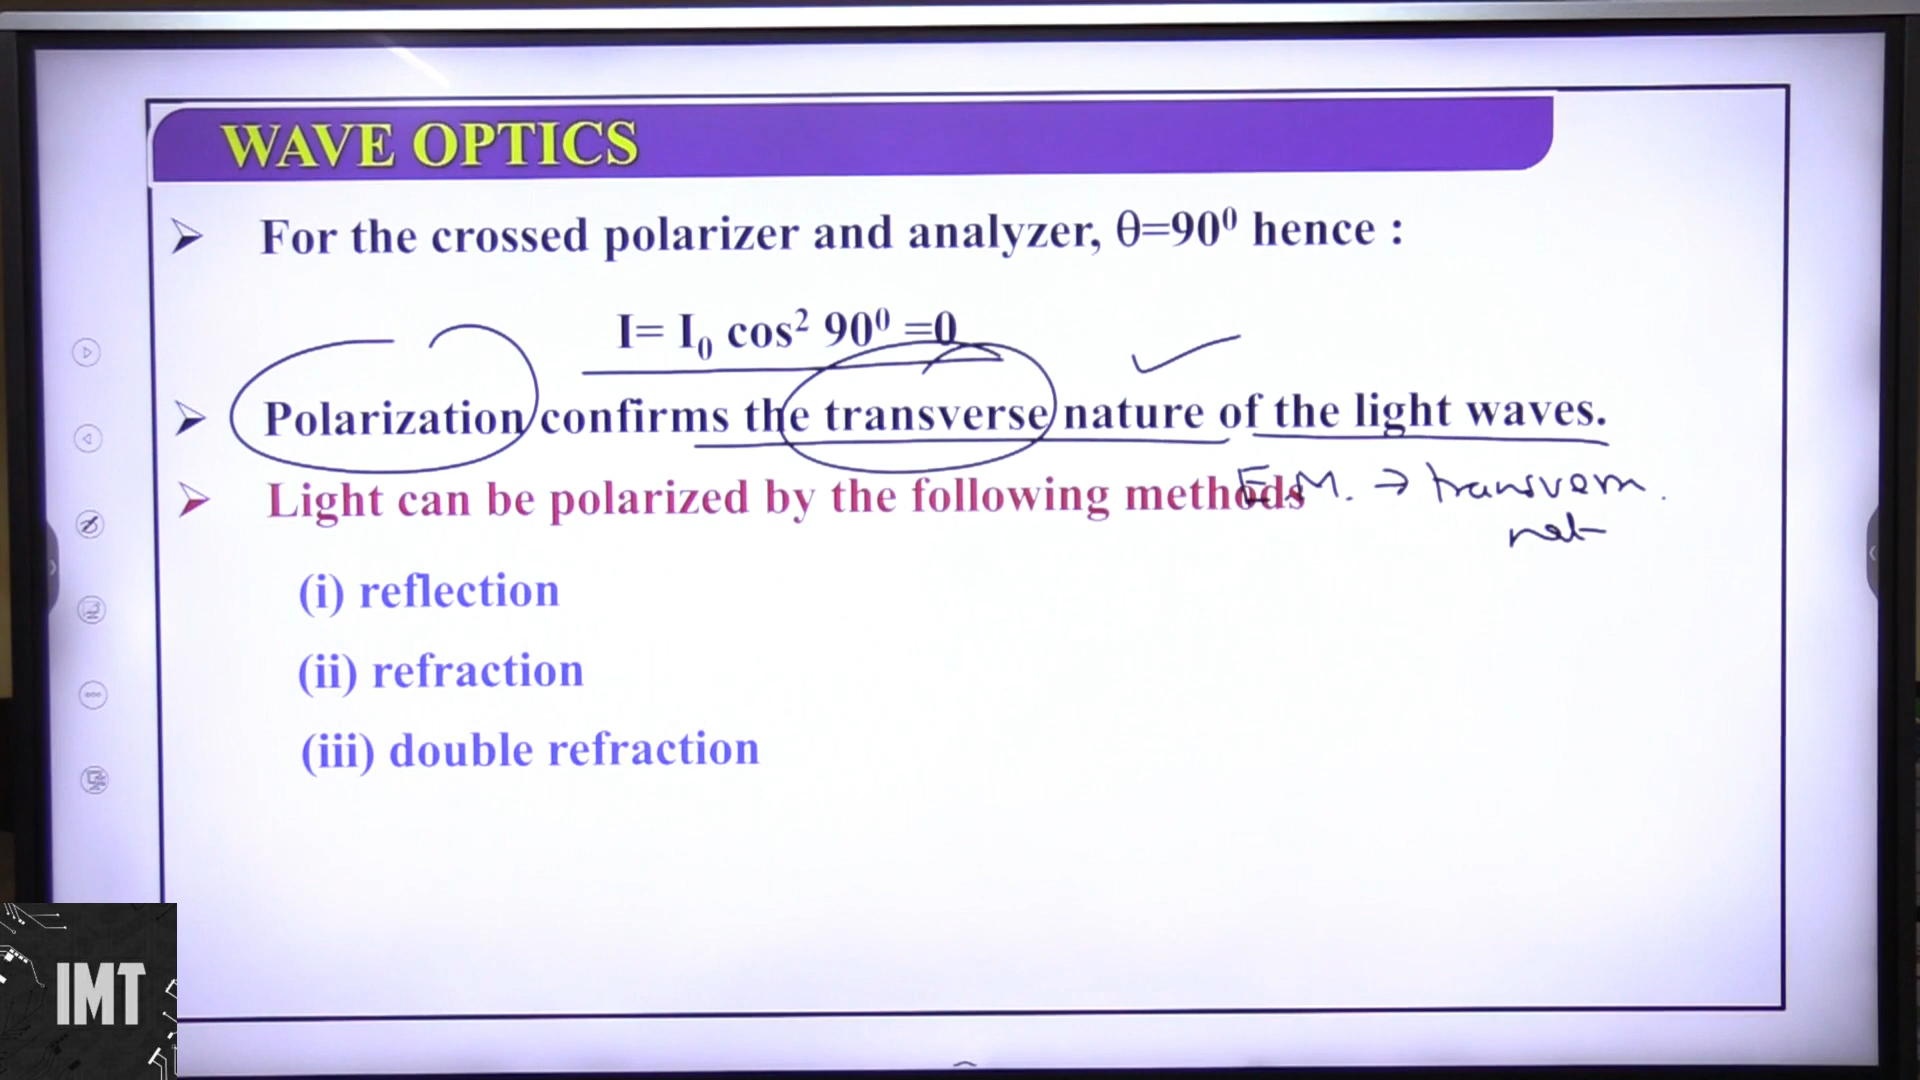 WAVE OPTICS
➢ For the crossed polarizer and analyzer, θ=90⁰ hence :
I= I₀ cos² 90⁰ =0
➢ Polarization confirms the transverse nature of the light waves.
➢ Light can be polarized by the following methods
E.M. →
(i) reflection
(ii) refraction
(iii) double refraction
IMT